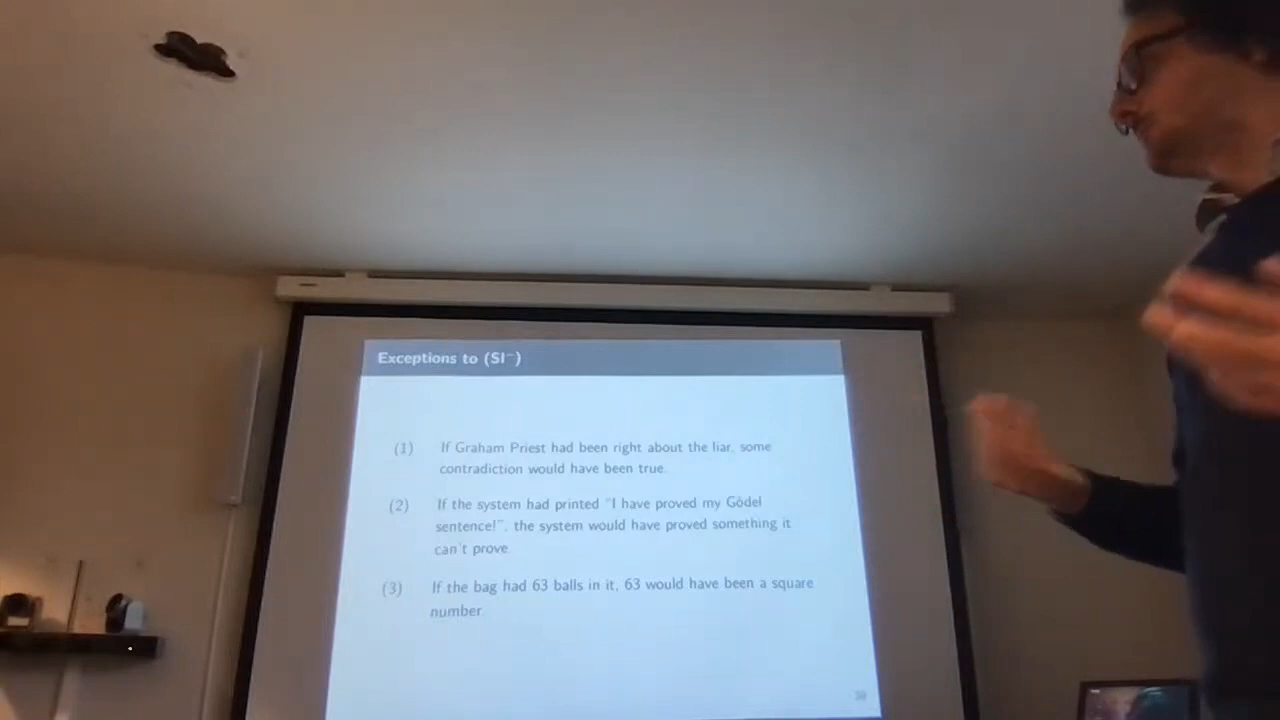 Exceptions to (SI⁻)
(1) If Graham Priest had been right about the liar, some
contradiction would have been true.
(2) If the system had printed "I have proved my Gödel
sentence!", the system would have proved something it
can't prove
(3) If the bag had 63 balls in it, 63 would have been a square
number.